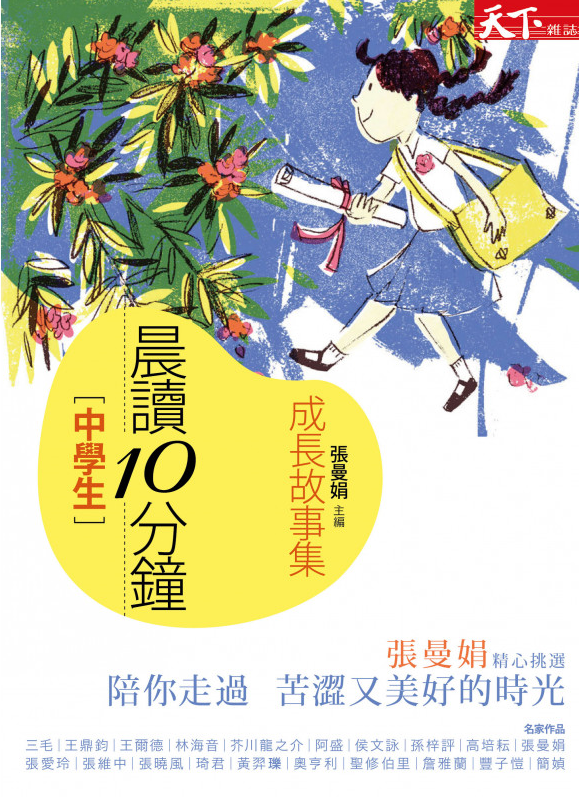 天下雜誌
晨讀10分鐘
[中學生]
成長故事集
張曼娟 主編
張曼娟 精心挑選
陪你走過 苦澀又美好的時光
名家作品
三毛|王鼎鈞|王爾德|林海音|芥川龍之介|阿盛|侯文詠|孫梓評|高培耘|張曼娟
張愛玲|張維中|張曉風|琦君|黃羿瓅|奧亨利|聖修伯里|詹雅蘭|豐子愷|簡媜